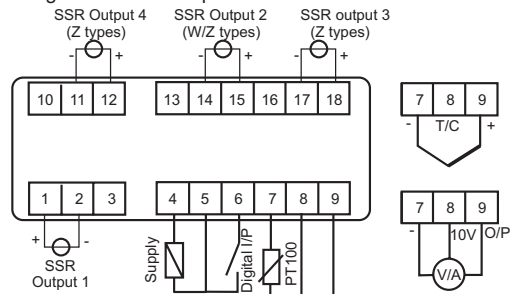 SSR Output 4
(Z types)
SSR Output 2
(W/Z types)
SSR output 3
(Z types)
- +
- +
- +
10 11 12
13 14 15 16 17 18
7 8 9
- T/C +
1 2 3
4 5 6 7 8 9
7 8 9
- 10V O/P
V/A
+ -
SSR
Output 1
Supply
Digital I/P
PT100